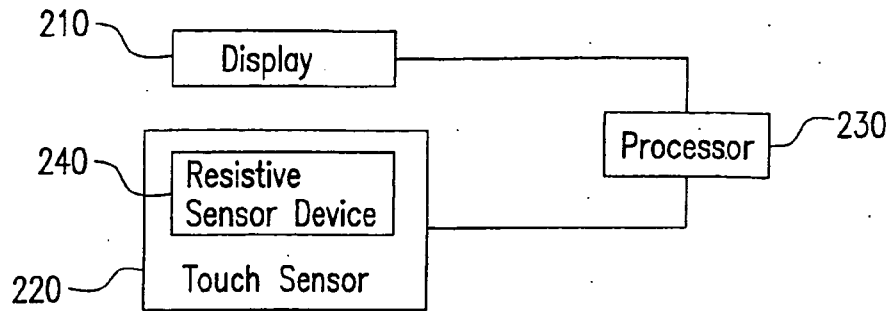 210
Display
230
Processor
240
Resistive
Sensor Device
220
Touch Sensor